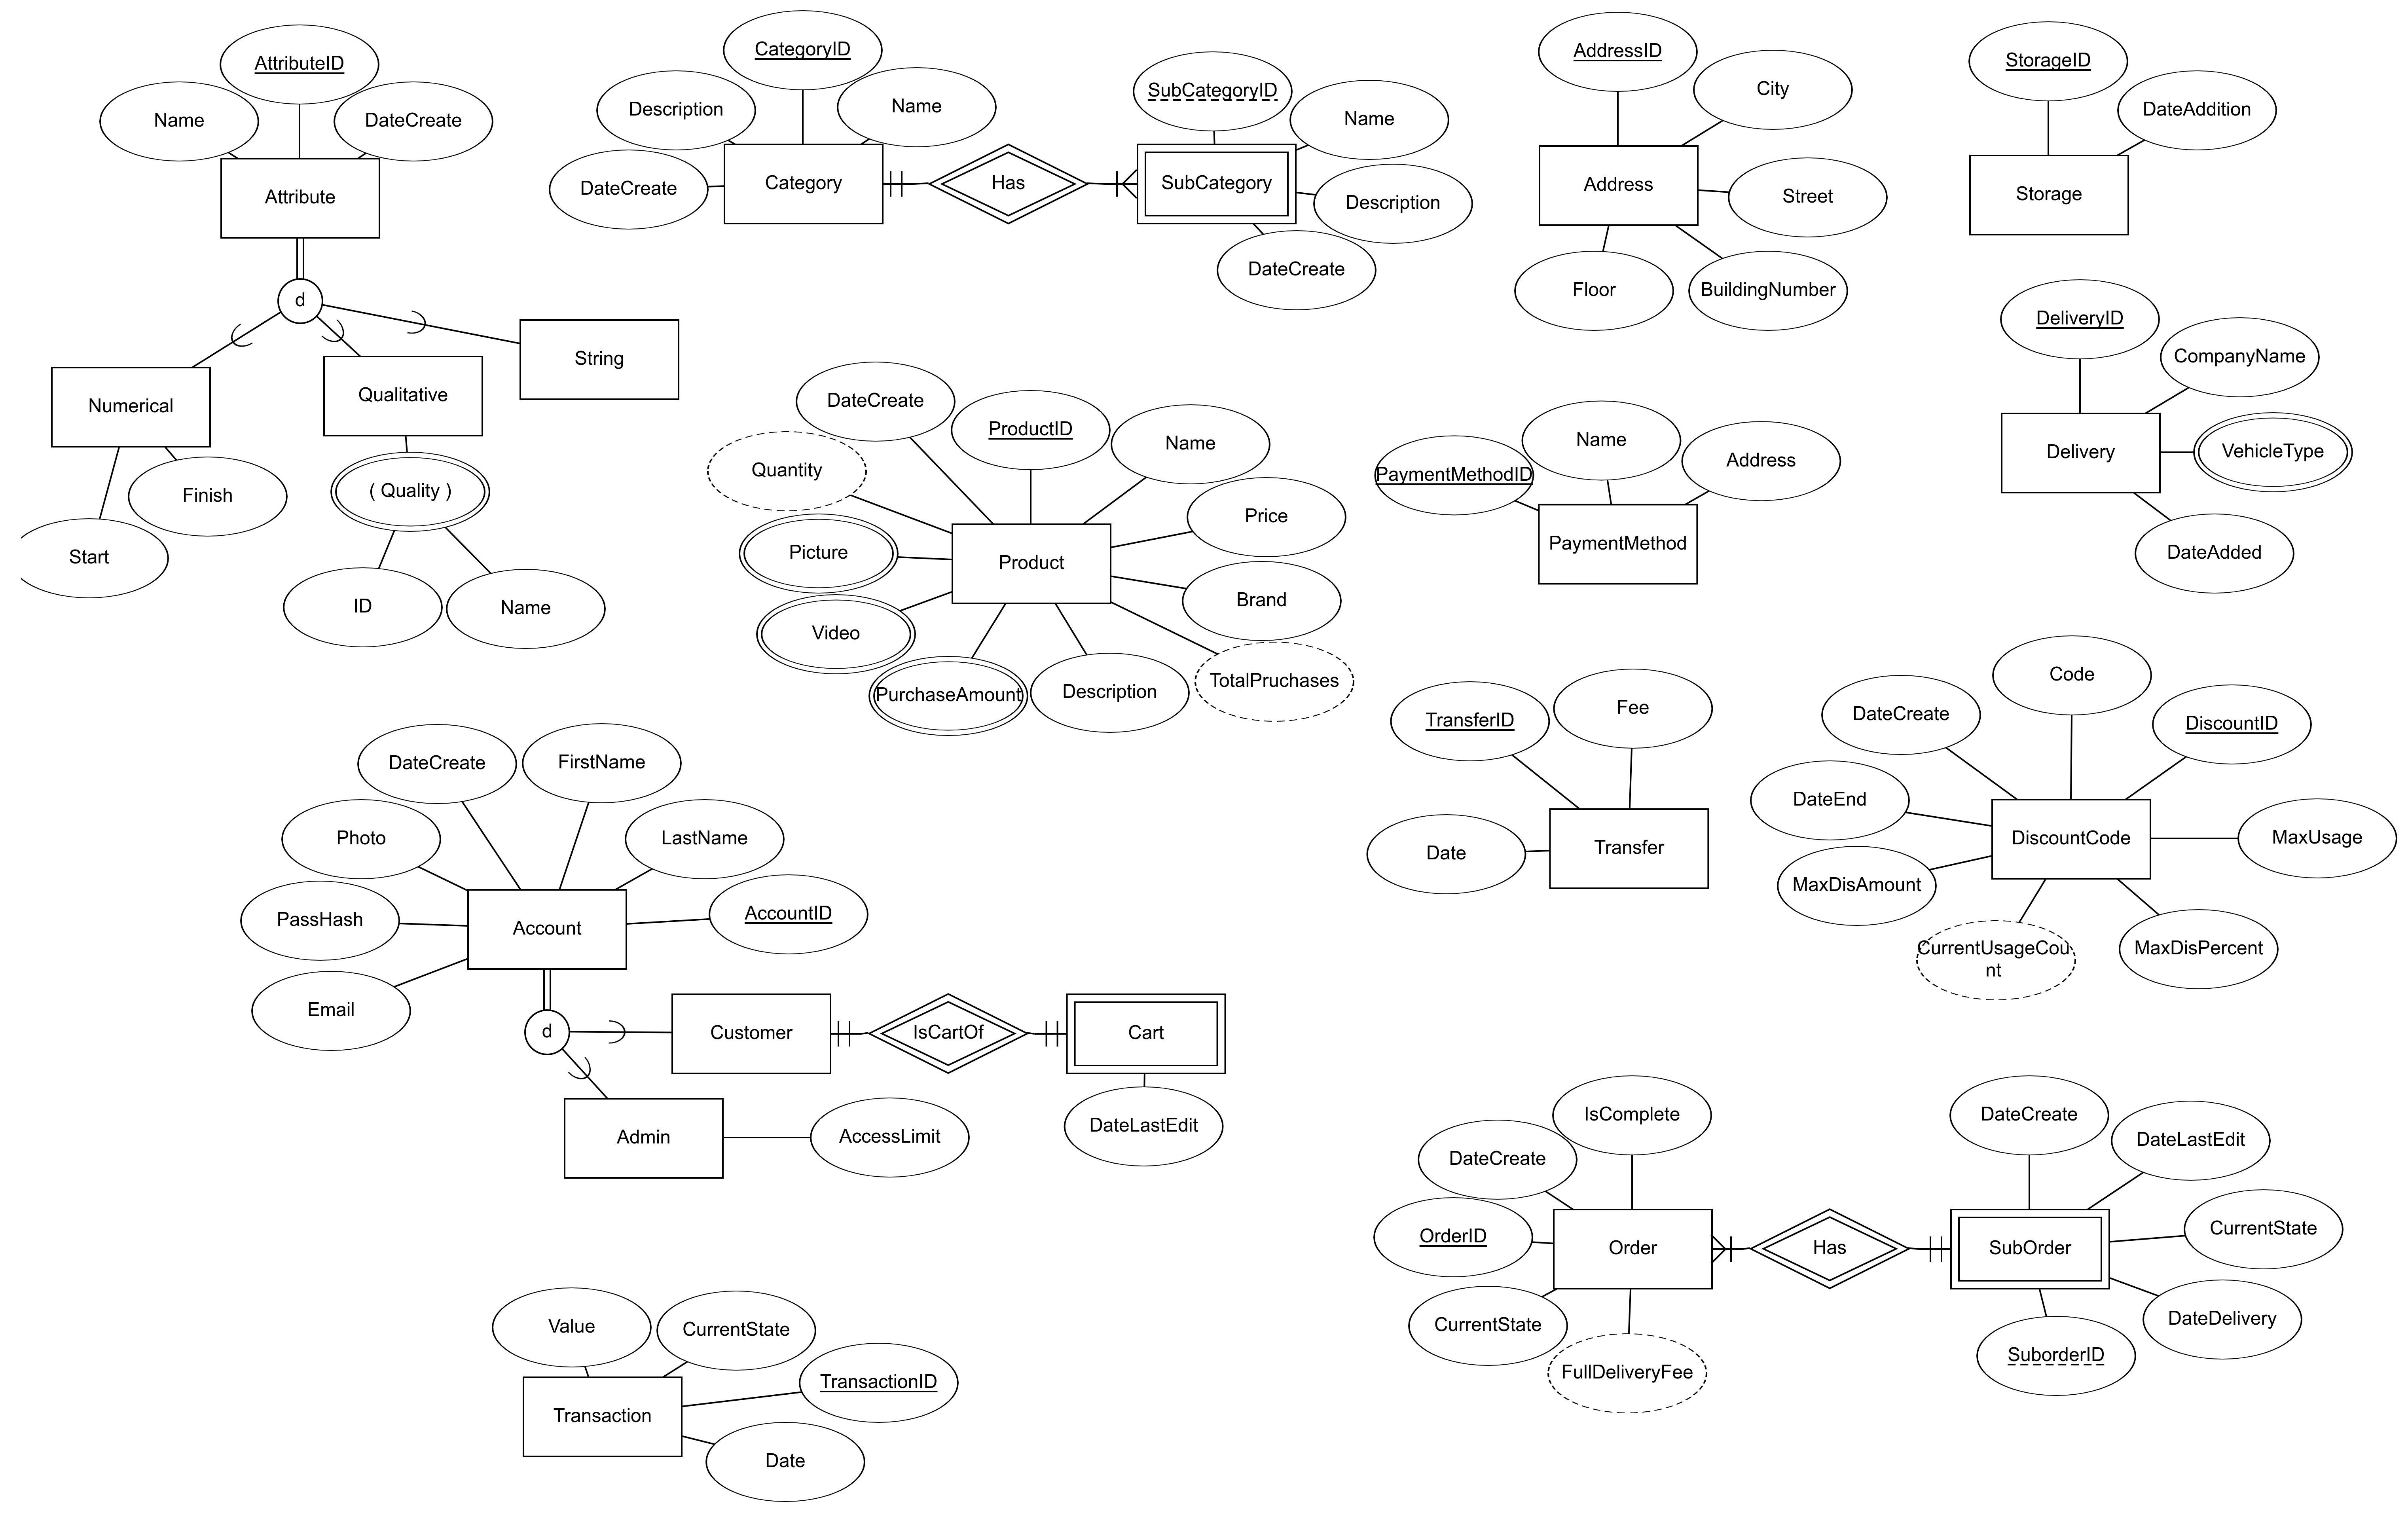 AttributeID
Name
DateCreate
Attribute
d
Numerical
Qualitative
String
Start
Finish
( Quality )
ID
Name
CategoryID
Description
Name
DateCreate
Category
Has
SubCategoryID
Name
SubCategory
Description
DateCreate
AddressID
City
Address
Street
Floor
BuildingNumber
StorageID
DateAddition
Storage
DeliveryID
CompanyName
Delivery
VehicleType
DateAdded
DateCreate
ProductID
Name
Quantity
Price
Picture
Product
Brand
Video
PurchaseAmount
Description
TotalPruchases
PaymentMethodID
Name
Address
PaymentMethod
TransferID
Fee
Date
Transfer
Code
DateCreate
DiscountID
DateEnd
DiscountCode
MaxUsage
MaxDisAmount
CurrentUsageCou
nt
MaxDisPercent
DateCreate
FirstName
Photo
LastName
PassHash
Account
AccountID
Email
d
Customer
IsCartOf
Cart
DateLastEdit
Admin
AccessLimit
IsComplete
DateCreate
OrderID
Order
CurrentState
FullDeliveryFee
Has
DateCreate
DateLastEdit
SubOrder
CurrentState
DateDelivery
SuborderID
Value
CurrentState
TransactionID
Transaction
Date